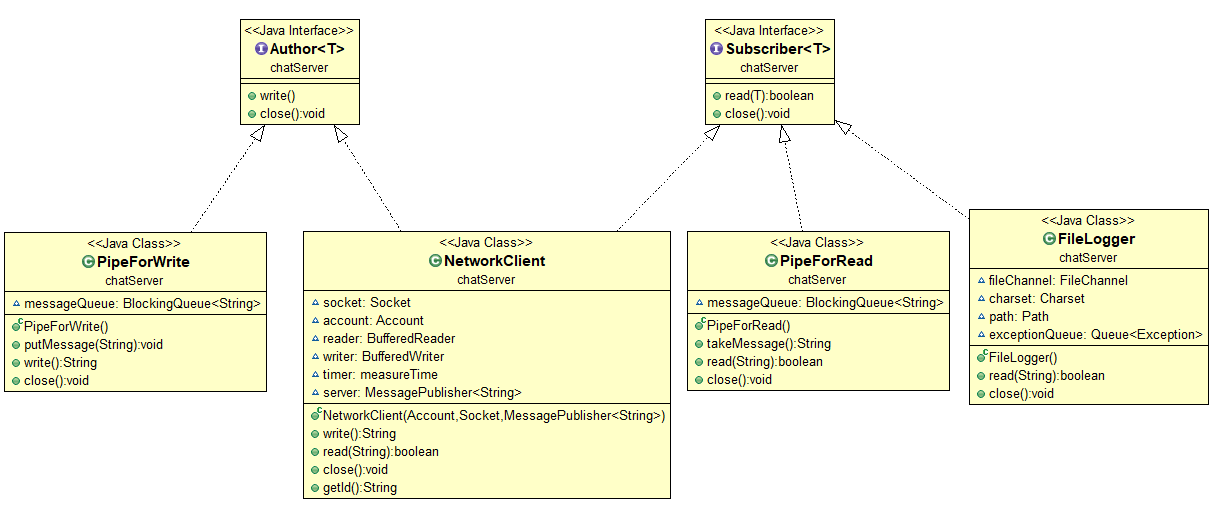 <<Java Interface>>
Author<T>
chatServer
write()
close():void
<<Java Interface>>
Subscriber<T>
chatServer
read(T):boolean
close():void
<<Java Class>>
PipeForWrite
chatServer
messageQueue: BlockingQueue<String>
PipeForWrite()
putMessage(String):void
write():String
close():void
<<Java Class>>
NetworkClient
chatServer
socket: Socket
account: Account
reader: BufferedReader
writer: BufferedWriter
timer: measureTime
server: MessagePublisher<String>
NetworkClient(Account,Socket,MessagePublisher<String>)
write():String
read(String):boolean
close():void
getId():String
<<Java Class>>
PipeForRead
chatServer
messageQueue: BlockingQueue<String>
PipeForRead()
takeMessage():String
read(String):boolean
close():void
<<Java Class>>
FileLogger
chatServer
fileChannel: FileChannel
charset: Charset
path: Path
exceptionQueue: Queue<Exception>
FileLogger()
read(String):boolean
close():void